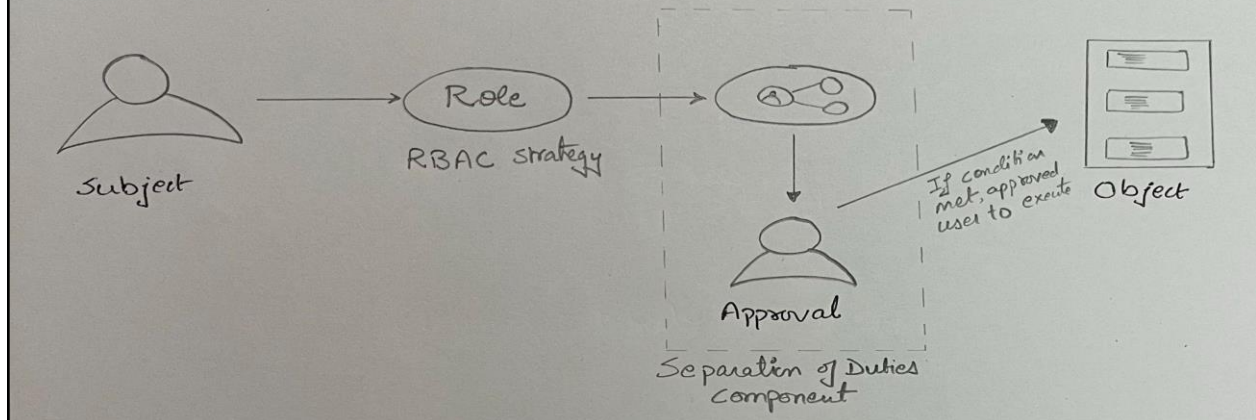 Subject
Role
RBAC strategy
Approval
Separation of Duties
Component
If condition
met, approved
user to execute
Object